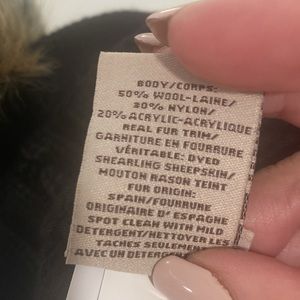 BODY/CORPS:
50% WOOL-LAINE/
30% NYLON/
20% ACRYLIC-ACRYLIQUE
REAL FUR TRIM/
GARNITURE EN FOURRURE
VÉRITABLE: DYED
SHEARLING SHEEPSKIN/
MOUTON RASON TEINT
FUR ORIGIN:
SPAIN/FOURRURE
ORIGINAIRE D' ESPAGNE
SPOT CLEAN WITH MILD
DETERGENT/NETTOYER LES
TACHES SEULEMENT
AVEC UN DETERGENT